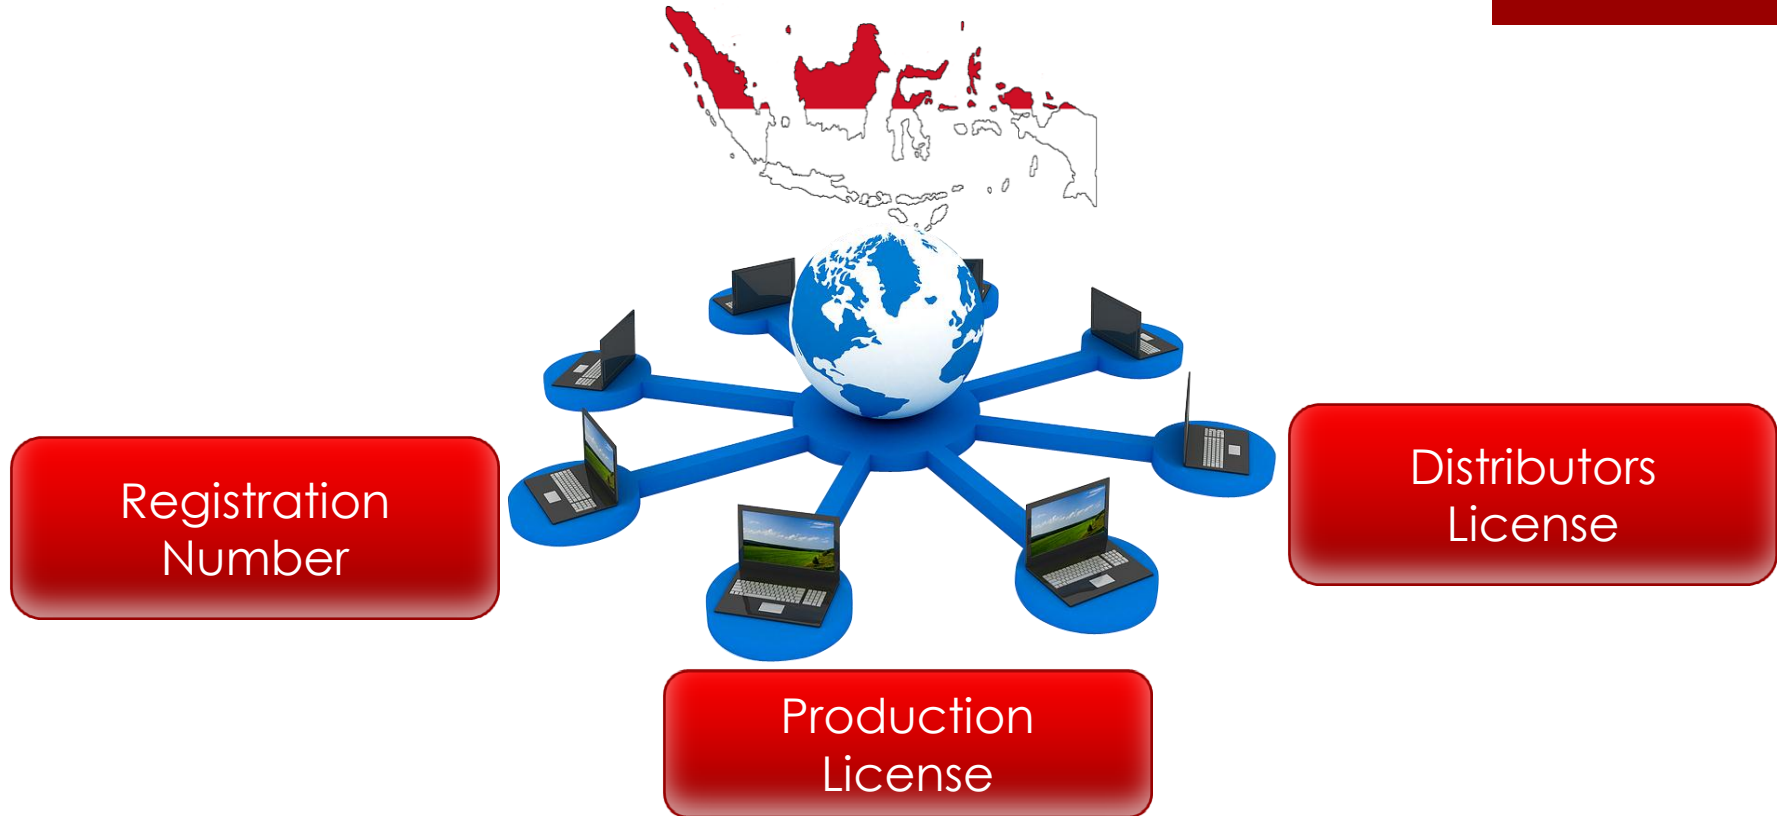 Registration
Number
Distributors
License
Production
License